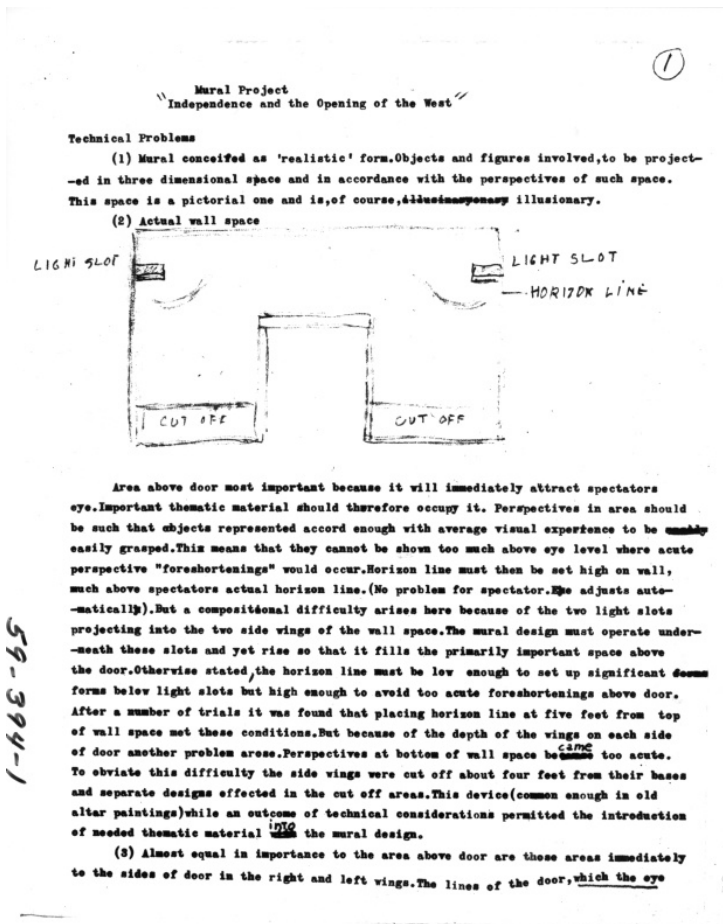 1
Mural Project
"Independence and the Opening of the West"
Technical Problems
(1) Mural conceifed as 'realistic' form.Objects and figures involved,to be project-
-ed in three dimensional space and in accordance with the perspectives of such space.
This space is a pictorial one and is,of course, illusionary.
(2) Actual wall space
LIGHT SLOT
LIGHT SLOT
HORIZON LINE
CUT OFF
CUT OFF
Area above door most important because it will immediately attract spectators
eye.Important thematic material should therefore occupy it. Perspectives in area should
be such that objects represented accord enough with average visual experience to be
easily grasped.This means that they cannot be shown too much above eye level where acute
perspective "foreshortenings" would occur.Horizon line must then be set high on wall,
much above spectators actual horizon line.(No problem for spectator.He adjusts auto-
-matically).But a compositional difficulty arises here because of the two light slots
projecting into the two side wings of the wall space.The mural design must operate under-
-neath these slots and yet rise so that it fills the primarily important space above
the door.Otherwise stated,the horizon line must be low enough to set up significant
forms below light slots but high enough to avoid too acute foreshortenings above door.
After a number of trials it was found that placing horizon line at five feet from top
of wall space met these conditions.But because of the depth of the wings on each side
of door another problem arose.Perspectives at bottom of wall space became too acute.
To obviate this difficulty the side wings were cut off about four feet from their bases
and separate designs effected in the cut off areas.This device(common enough in old
altar paintings)while an outcome of technical considerations permitted the introduction
of needed thematic material into the mural design.
(3) Almost equal in importance to the area above door are those areas immediately
to the sides of door in the right and left wings.The lines of the door,which the eye
59-394-1